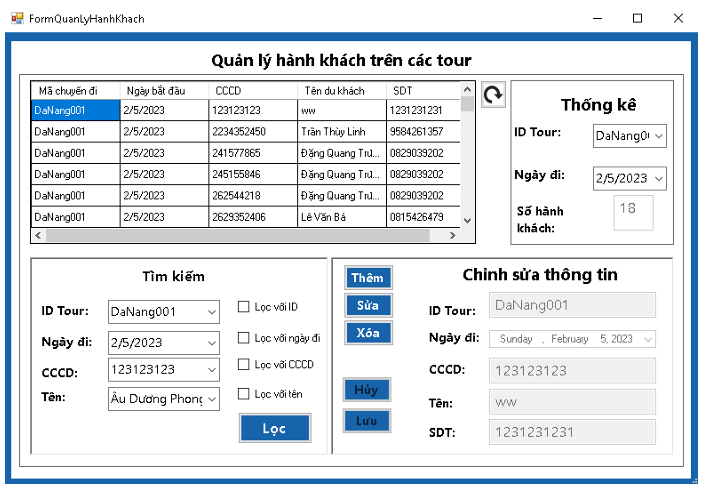 FormQuanLyHanhKhach
Quản lý hành khách trên các tour
Mã chuyến đi Ngày bắt đầu CCCD Tên du khách SDT
DaNang001 2/5/2023 123123123 ww 1231231231
DaNang001 2/5/2023 2234352450 Trần Thùy Linh 9584261357
DaNang001 2/5/2023 241577865 Đặng Quang Trú... 0829039202
DaNang001 2/5/2023 245155846 Đặng Quang Trú... 0829039202
DaNang001 2/5/2023 262544218 Đặng Quang Trú... 0829039202
DaNang001 2/5/2023 2629352406 Lê Văn Bá 0815426479
Thống kê
ID Tour: DaNang0
Ngày đi: 2/5/2023
Số hành
khách: 18
Tìm kiếm
ID Tour: DaNang001 Lọc với ID
Ngày đi: 2/5/2023 Lọc với ngày đi
CCCD: 123123123 Lọc với CCCD
Tên: Âu Dương Phong Lọc với tên
Lọc
Thêm
Sửa
Xóa
Hủy
Lưu
Chỉnh sửa thông tin
ID Tour: DaNang001
Ngày đi: Sunday , February 5, 2023
CCCD: 123123123
Tên: ww
SDT: 1231231231